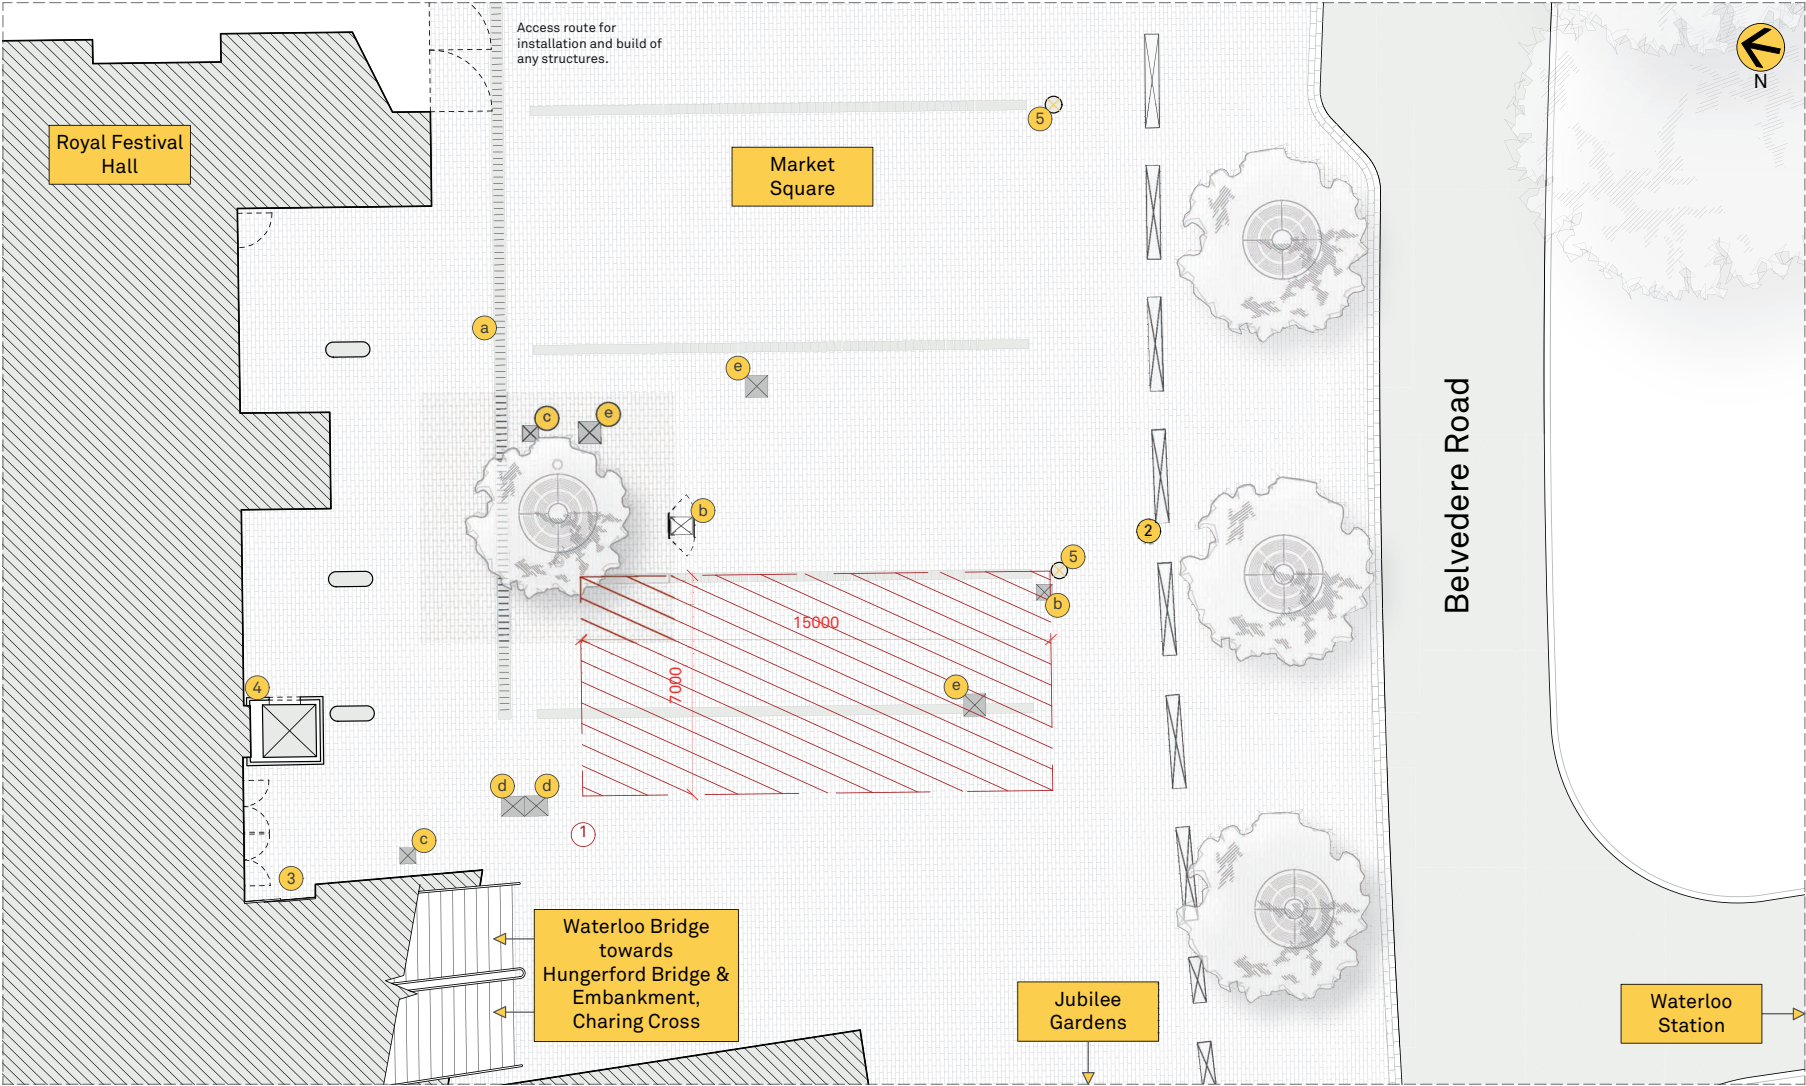 Access route for
installation and build of
any structures.
N
Royal Festival
Hall
Market
Square
5
a
e
c
e
b
2
5
b
15000
7000
e
4
d
d
1
c
3
Belvedere Road
Waterloo Bridge
towards
Hungerford Bridge &
Embankment,
Charing Cross
Jubilee
Gardens
Waterloo
Station